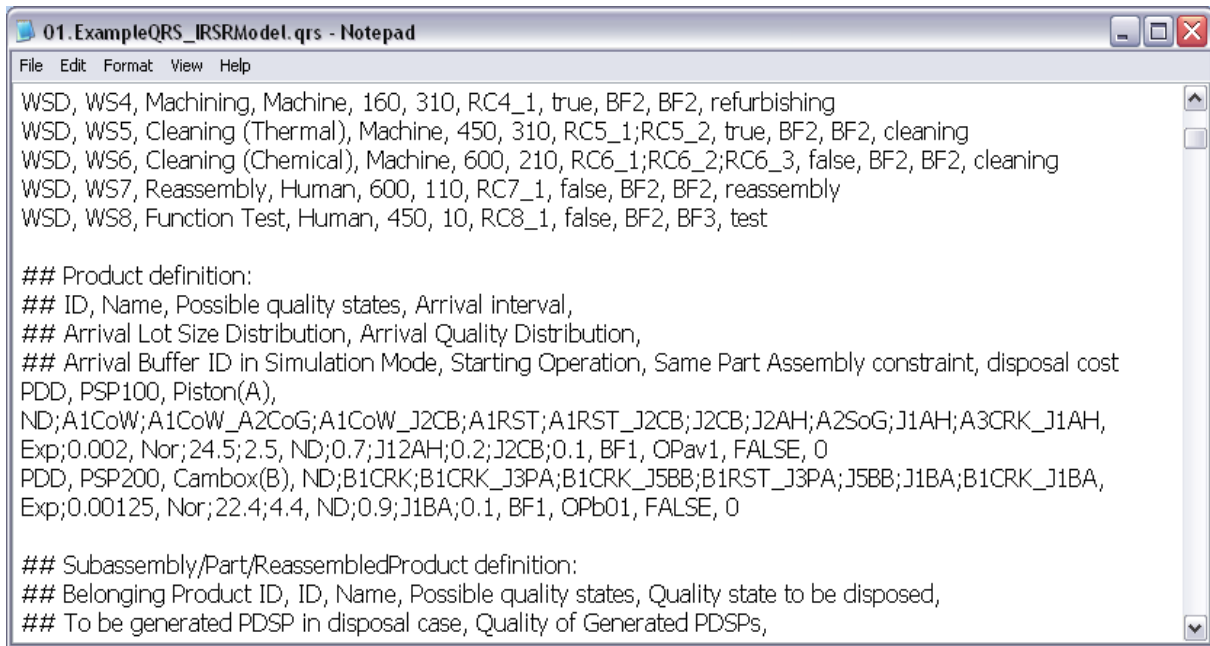 01.ExampleQRS_IRSRModel.qrs - Notepad
File Edit Format View Help
WSD, WS4, Machining, Machine, 160, 310, RC4_1, true, BF2, BF2, refurbishing
WSD, WS5, Cleaning (Thermal), Machine, 450, 310, RC5_1;RC5_2, true, BF2, BF2, cleaning
WSD, WS6, Cleaning (Chemical), Machine, 600, 210, RC6_1;RC6_2;RC6_3, false, BF2, BF2, cleaning
WSD, WS7, Reassembly, Human, 600, 110, RC7_1, false, BF2, BF2, reassembly
WSD, WS8, Function Test, Human, 450, 10, RC8_1, false, BF2, BF3, test
## Product definition:
## ID, Name, Possible quality states, Arrival interval,
## Arrival Lot Size Distribution, Arrival Quality Distribution,
## Arrival Buffer ID in Simulation Mode, Starting Operation, Same Part Assembly constraint, disposal cost
PDD, PSP100, Piston(A),
ND;A1CoW;A1CoW_A2CoG;A1CoW_J2CB;A1RST;A1RST_J2CB;J2CB;J2AH;A2SoG;J1AH;A3CRK_J1AH,
Exp;0.002, Nor;24.5;2.5, ND;0.7;J12AH;0.2;J2CB;0.1, BF1, OPav1, FALSE, 0
PDD, PSP200, Cambox(B), ND;B1CRK;B1CRK_J3PA;B1CRK_J5BB;B1RST_J3PA;J5BB;J1BA;B1CRK_J1BA,
Exp;0.00125, Nor;22.4;4.4, ND;0.9;J1BA;0.1, BF1, OPb01, FALSE, 0
## Subassembly/Part/ReassembledProduct definition:
## Belonging Product ID, ID, Name, Possible quality states, Quality state to be disposed,
## To be generated PDSP in disposal case, Quality of Generated PDSPs,